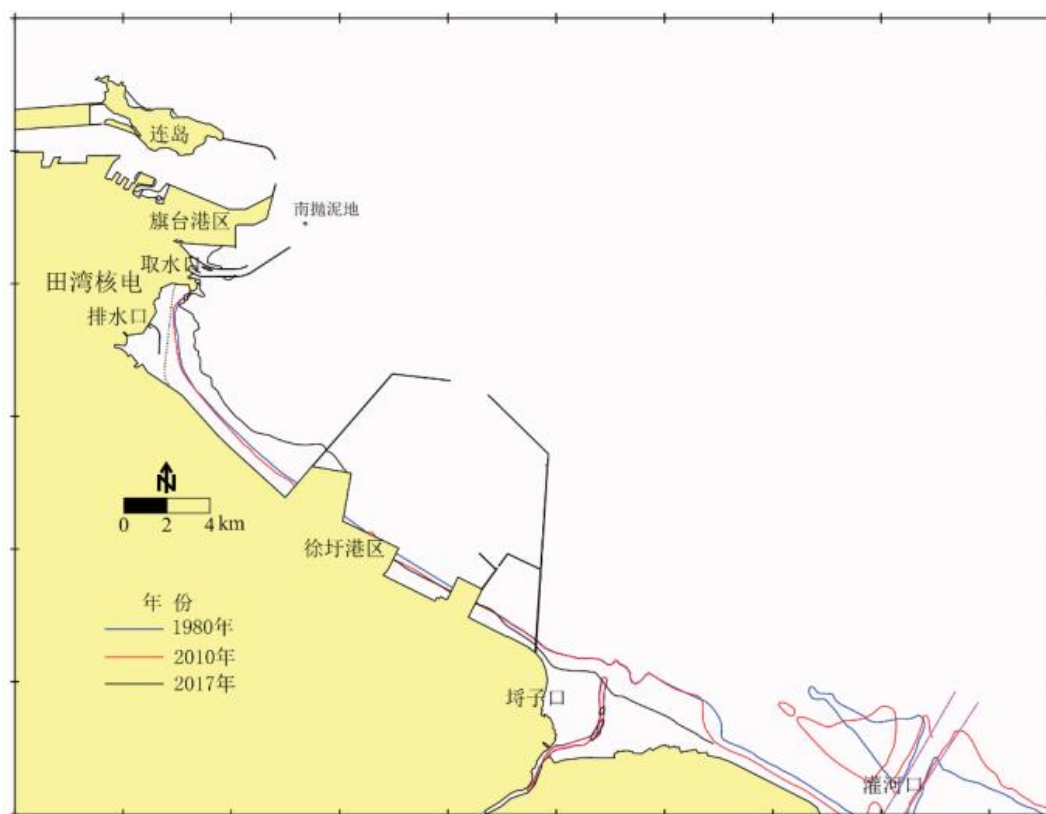 连岛
南抛泥地
旗台港区
取水口
田湾核电
排水口
N
0 2 4 km
徐圩港区
年 份
1980年
2010年
2017年
埒子口
灌河口